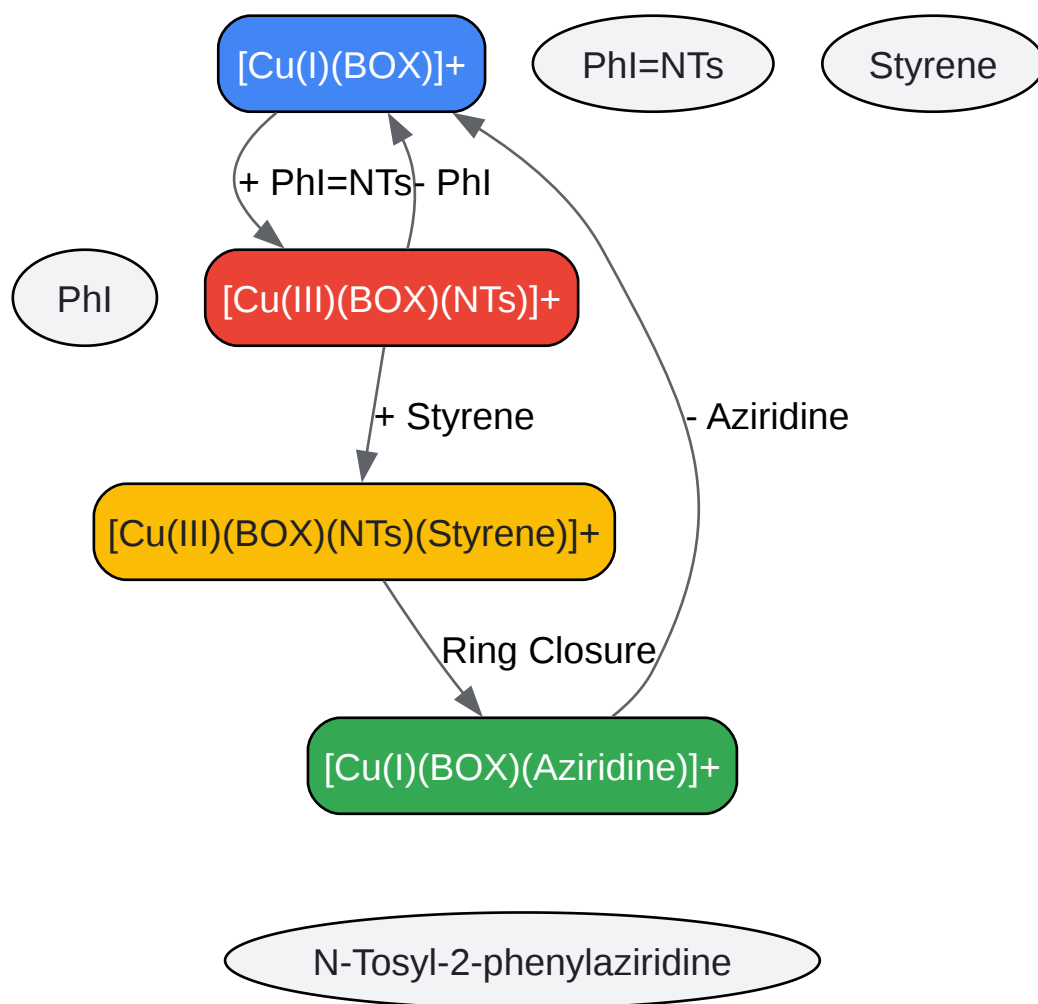 [Cu(I)(BOX)]+
PhI=NTs
Styrene
+ PhI=NTs
- PhI
PhI
[Cu(III)(BOX)(NTs)]+
+ Styrene
- Aziridine
[Cu(III)(BOX)(NTs)(Styrene)]+
Ring Closure
[Cu(I)(BOX)(Aziridine)]+
N-Tosyl-2-phenylaziridine